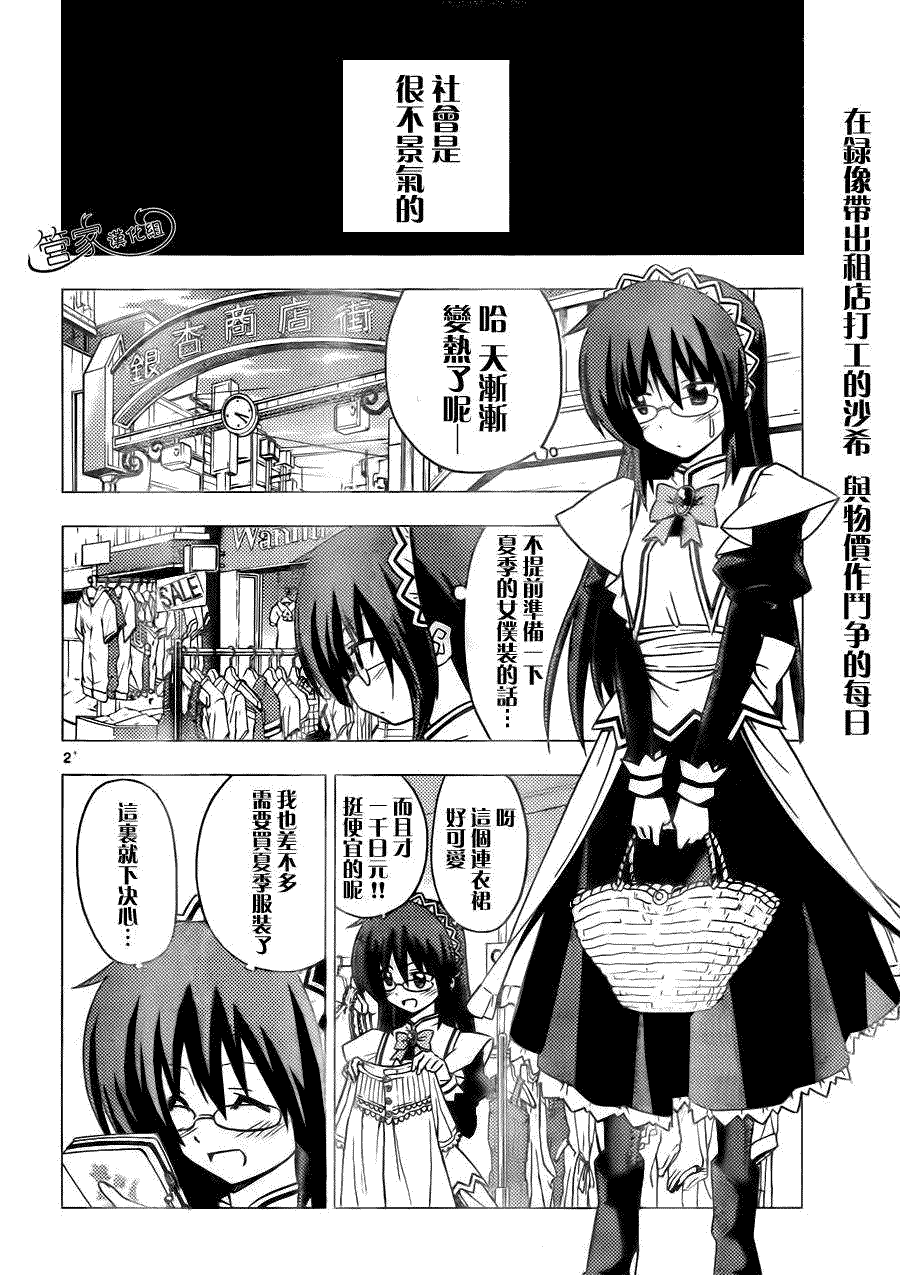 社會是
很不景氣的
在録像帶出租店打工的沙希 與物價作鬥争的每日
管家
漢化組
銀杏商店街
哈 天漸漸
變熱了呢—
不提前準備一下
夏季的女僕裝的話…
SALE
2
呀
這個連衣裙
好可愛
而且才
一千日元!!
挺便宜的呢
我也差不多
需要買夏季服裝了
這裏就下決心…